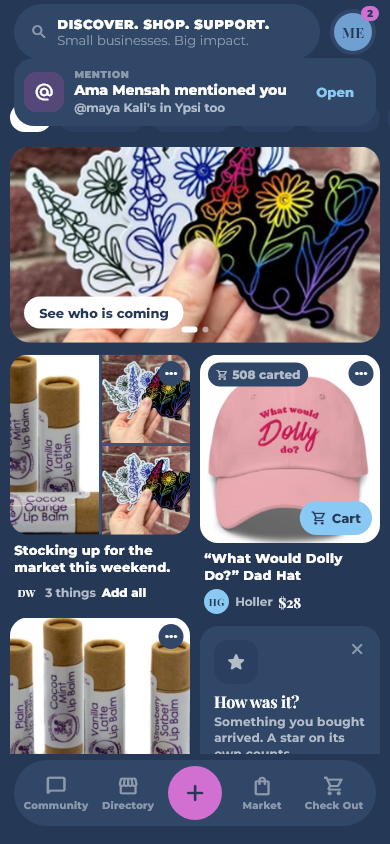 DISCOVER. SHOP. SUPPORT.
Small businesses. Big impact.
ME
2
MENTION
Ama Mensah mentioned you
@maya Kali's in Ypsi too
Open
See who is coming
Mint
Lip Balm
Vanilla
Latte
Lip Balm
Cocoa
Orange
Lip Balm
508 carted
What would
Dolly
do?
Cart
Stocking up for the
market this weekend.
DW
3 things Add all
“What Would Dolly
Do?” Dad Hat
HG
Holler $28
Plain
Lip Balm
Cocoa
Mint
Lip Balm
Vanilla
Latte
Lip Balm
Strawberry
Sorbet
Lip Balm
How was it?
Something you bought
arrived. A star on its
own counts.
Community
Directory
Market
Check Out